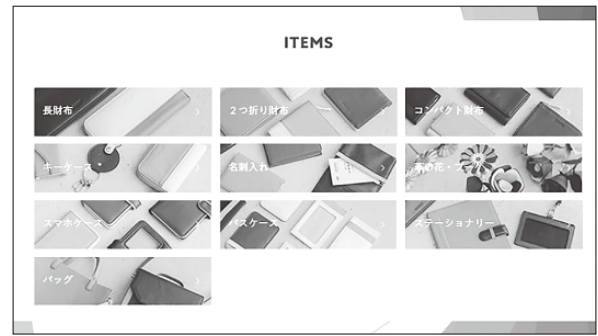 ITEMS
長財布
２つ折り財布
コンパクト財布
キーケース
名刺入れ
スマホケース
パスケース
ステーショナリー
バッグ